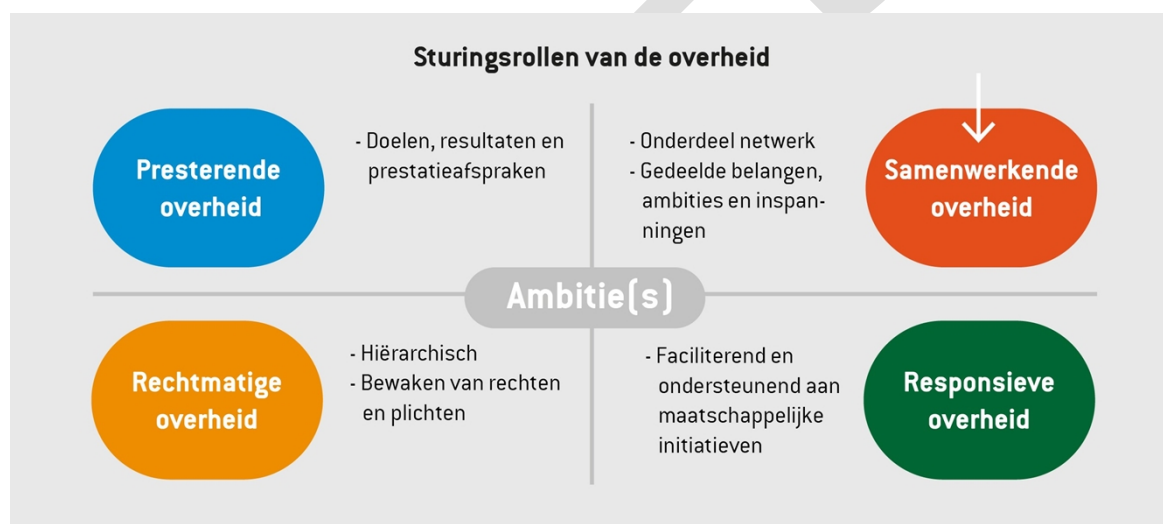 Sturingsrollen van de overheid
Presterende
overheid
- Doelen, resultaten en
prestatieafspraken
- Onderdeel netwerk
- Gedeelde belangen,
ambities en inspan-
ningen
Samenwerkende
overheid
Ambitie(s)
Rechtmatige
overheid
- Hiërarchisch
- Bewaken van rechten
en plichten
- Faciliterend en
ondersteunend aan
maatschappelijke
initiatieven
Responsieve
overheid